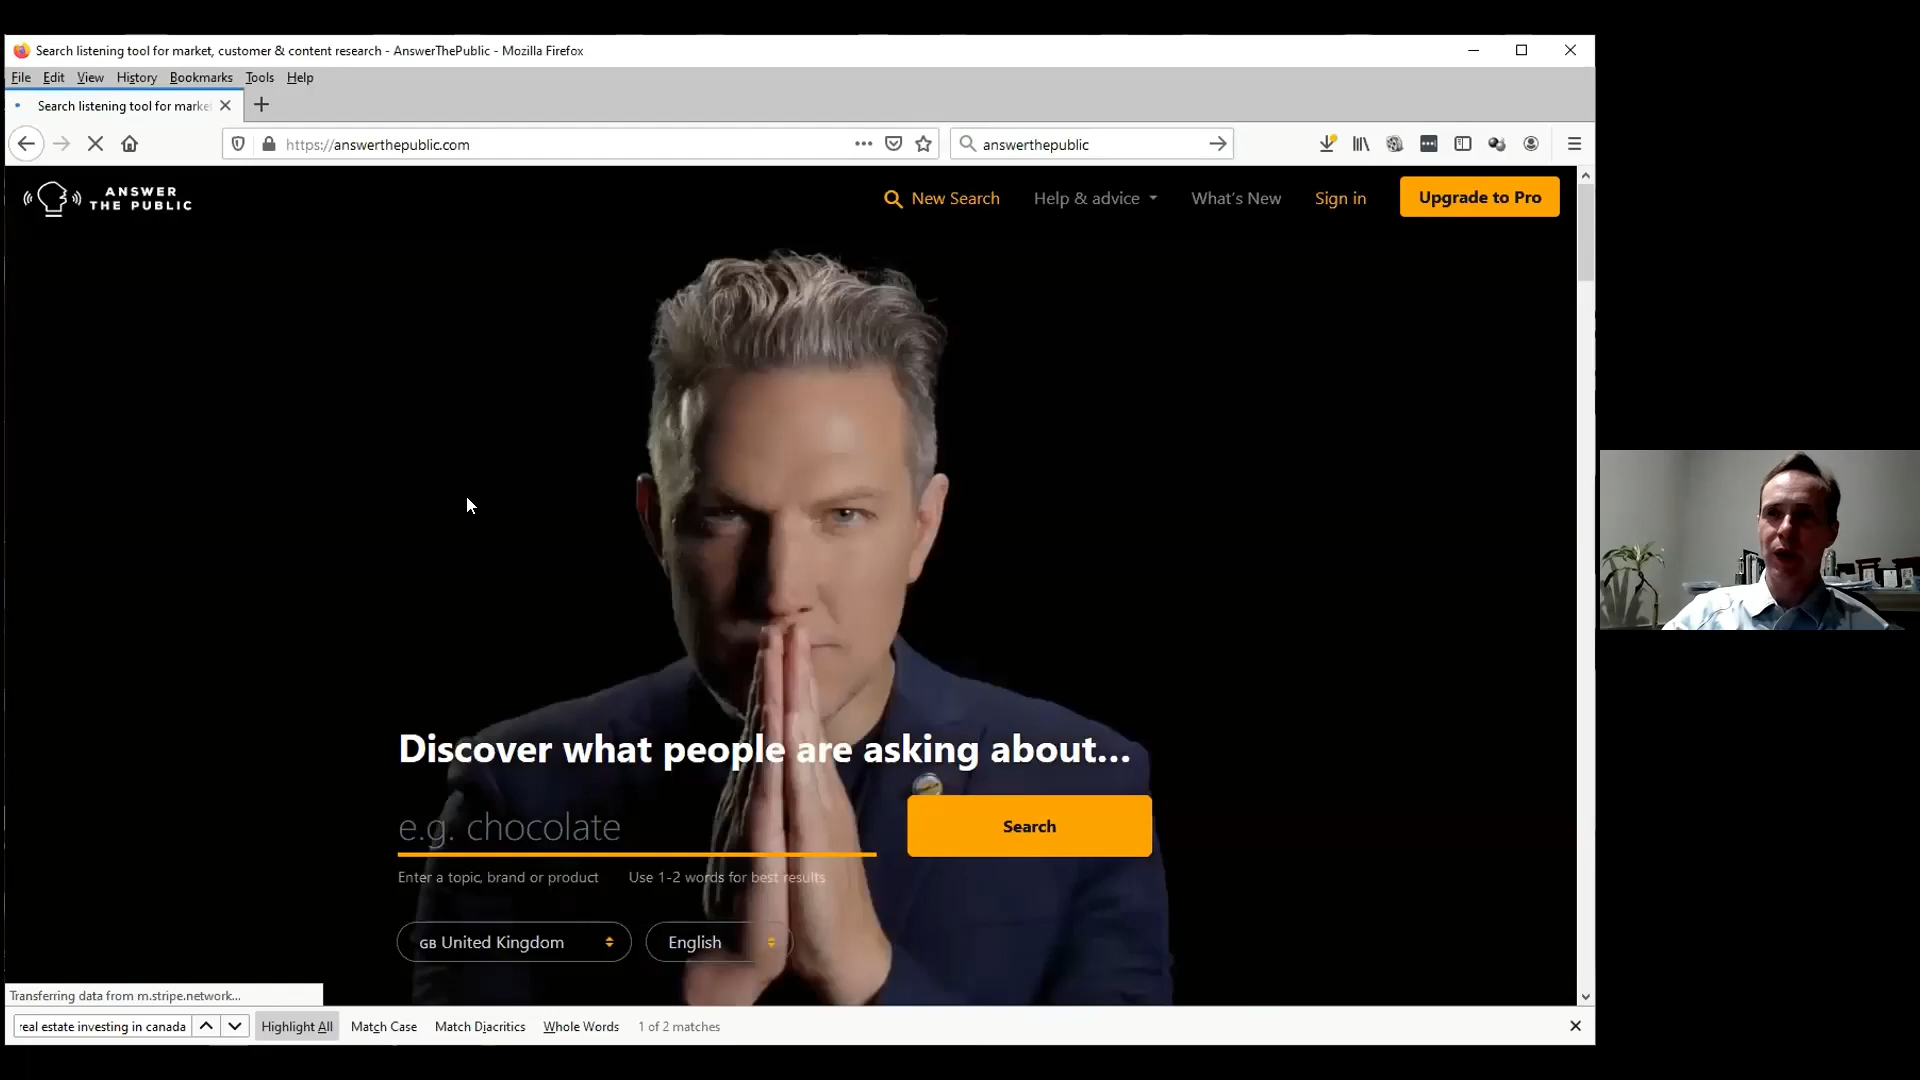 Search listening tool for market, customer & content research - AnswerThePublic - Mozilla Firefox
File Edit View History Bookmarks Tools Help
Search listening tool for marke
https://answerthepublic.com
answerthepublic
ANSWER
THE PUBLIC
New Search
Help & advice
What's New
Sign in
Upgrade to Pro
Discover what people are asking about...
e.g. chocolate
Search
Enter a topic, brand or product
Use 1-2 words for best results
GB United Kingdom
English
Transferring data from m.stripe.network...
real estate investing in canada
Highlight All
Match Case
Match Diacritics
Whole Words
1 of 2 matches